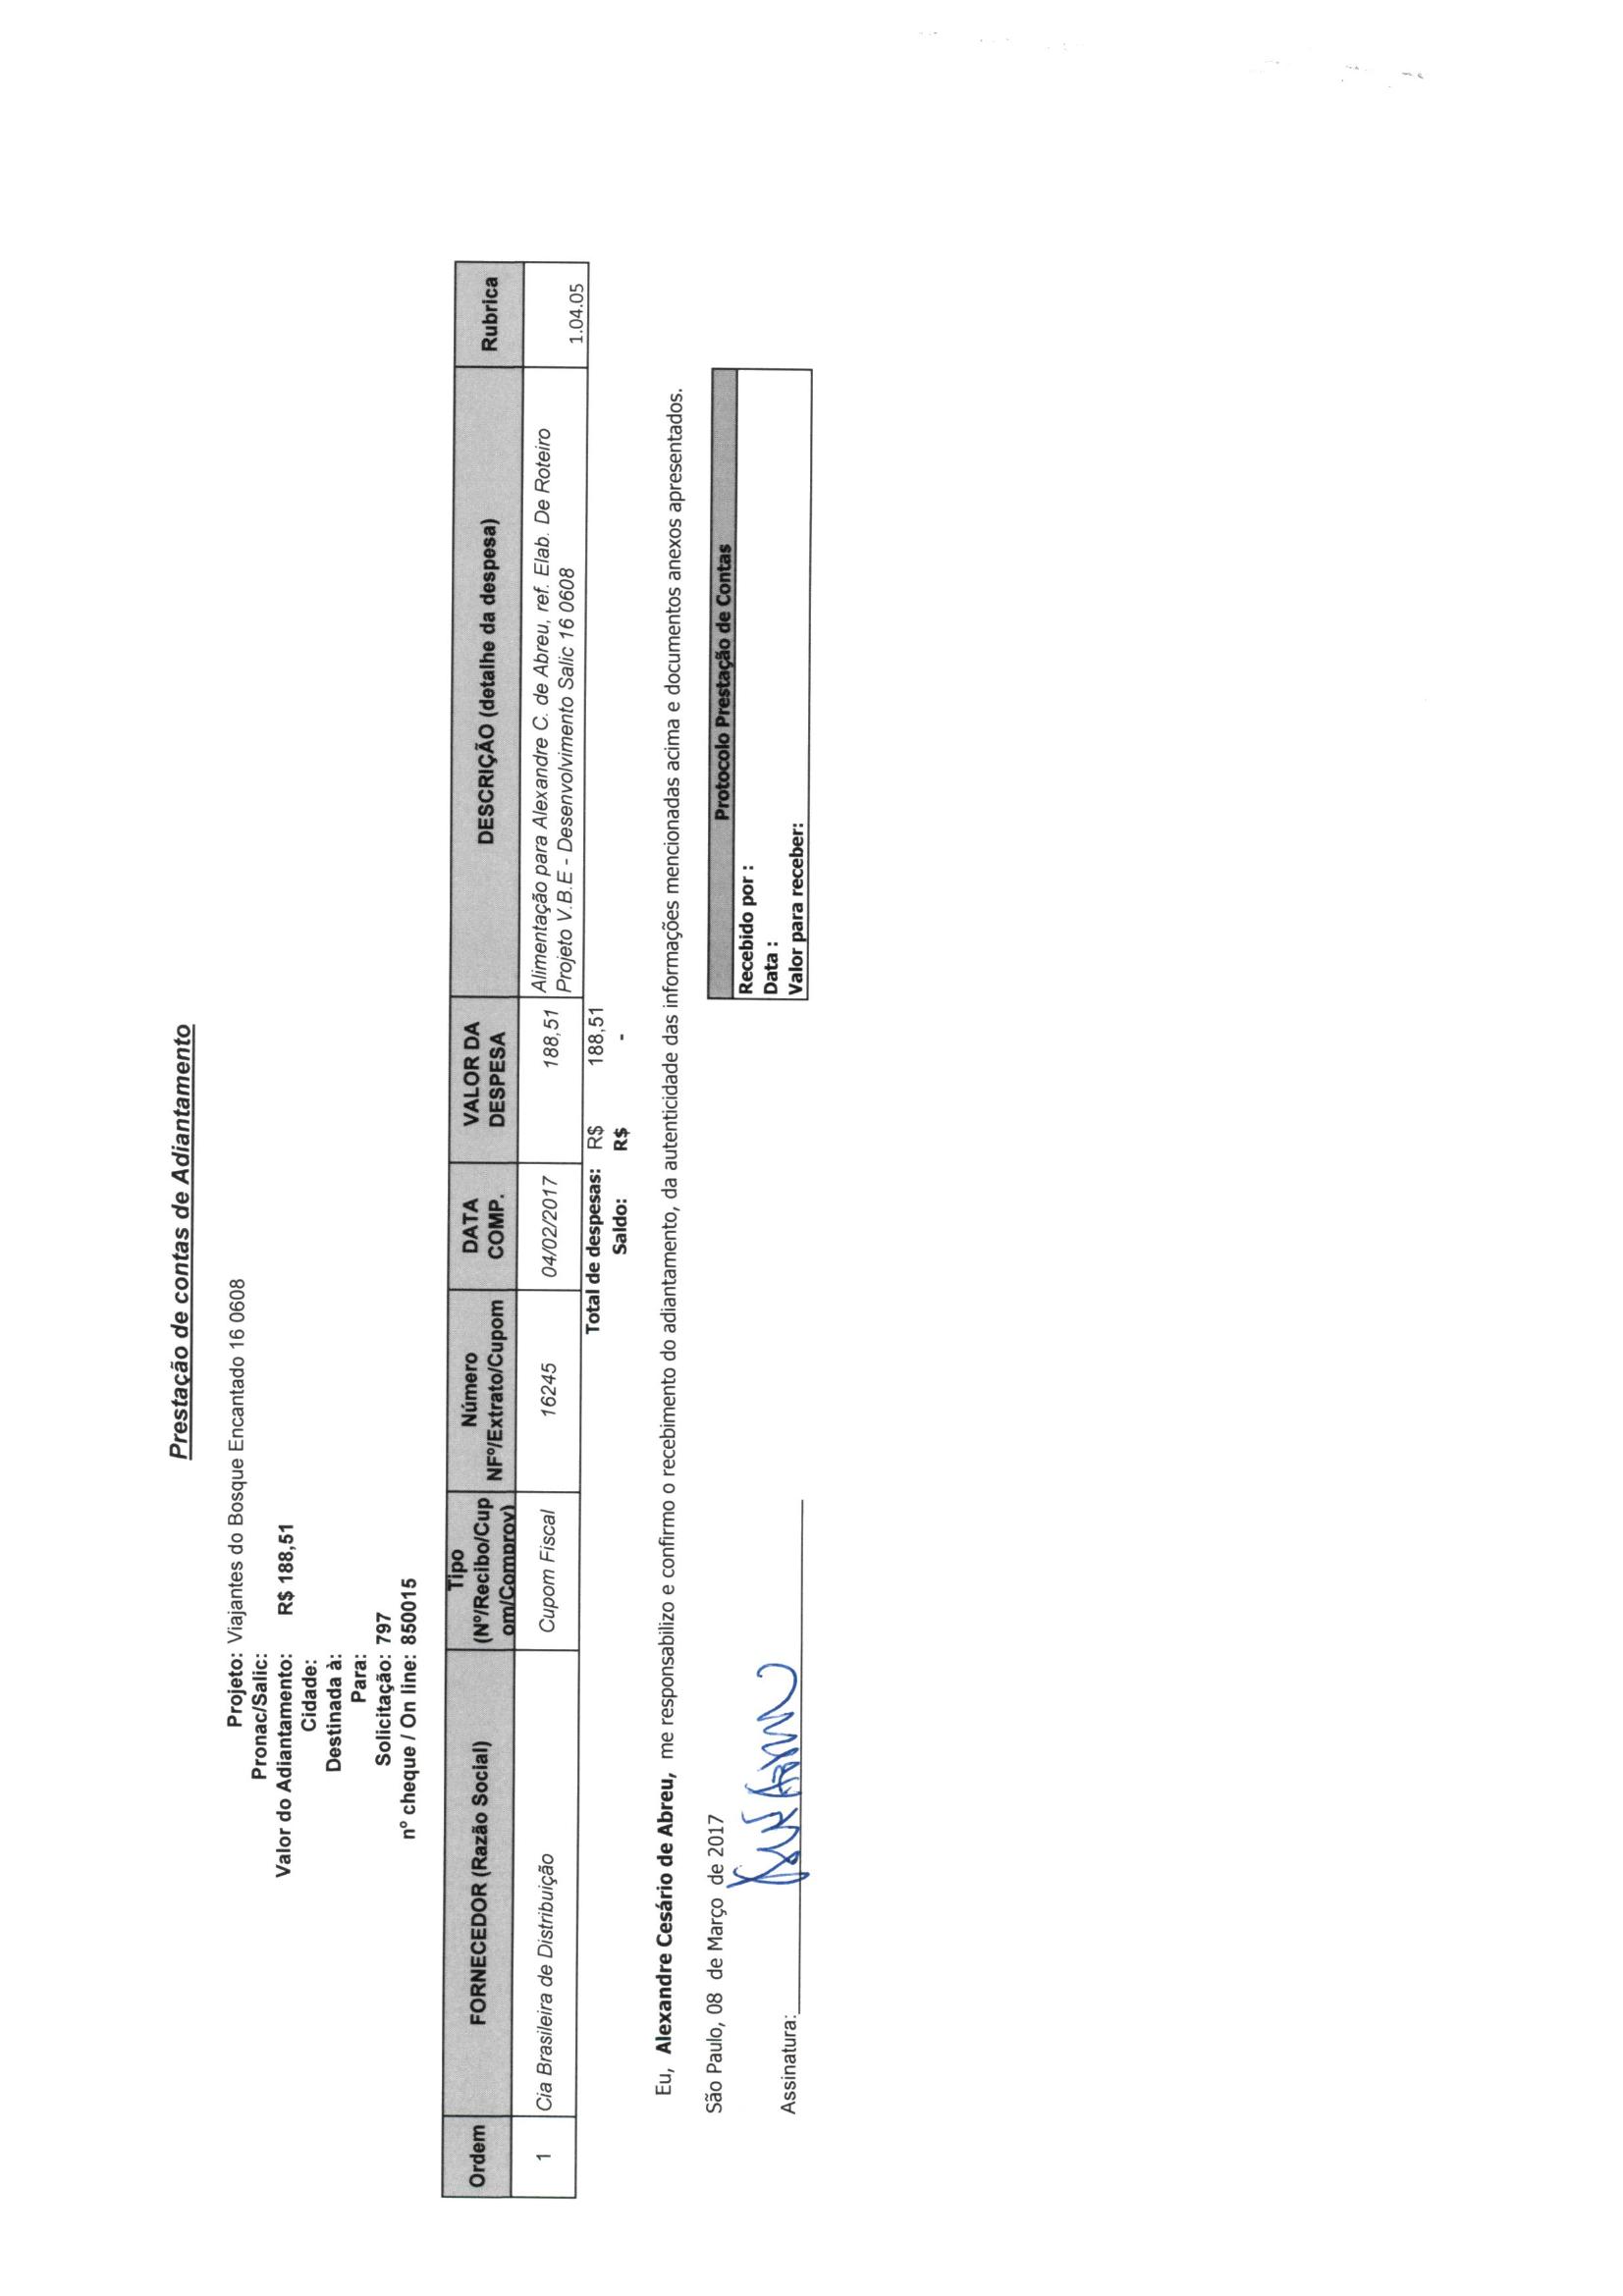 Prestação de contas de Adiantamento
Projeto: Viajantes do Bosque Encantado 16 0608
Pronac/Salic:
Valor do Adiantamento: R$ 188,51
Cidade:
Destinada à:
Para:
Solicitação: 797
nº cheque / On line: 850015
Ordem FORNECEDOR (Razão Social) Tipo (Nº/Recibo/Cupom/Comprov) Número NFº/Extrato/Cupom DATA COMP. VALOR DA DESPESA DESCRIÇÃO (detalhe da despesa) Rubrica
1 Cia Brasileira de Distribuição Cupom Fiscal 16245 04/02/2017 188,51 Alimentação para Alexandre C. de Abreu, ref. Elab. De Roteiro
Projeto V.B.E - Desenvolvimento Salic 16 0608 1.04.05
Total de despesas: R$ 188,51
Saldo: R$ -
Eu, Alexandre Cesário de Abreu, me responsabilizo e confirmo o recebimento do adiantamento, da autenticidade das informações mencionadas acima e documentos anexos apresentados.
São Paulo, 08 de Março de 2017
Assinatura:
Protocolo Prestação de Contas
Recebido por :
Data :
Valor para receber: